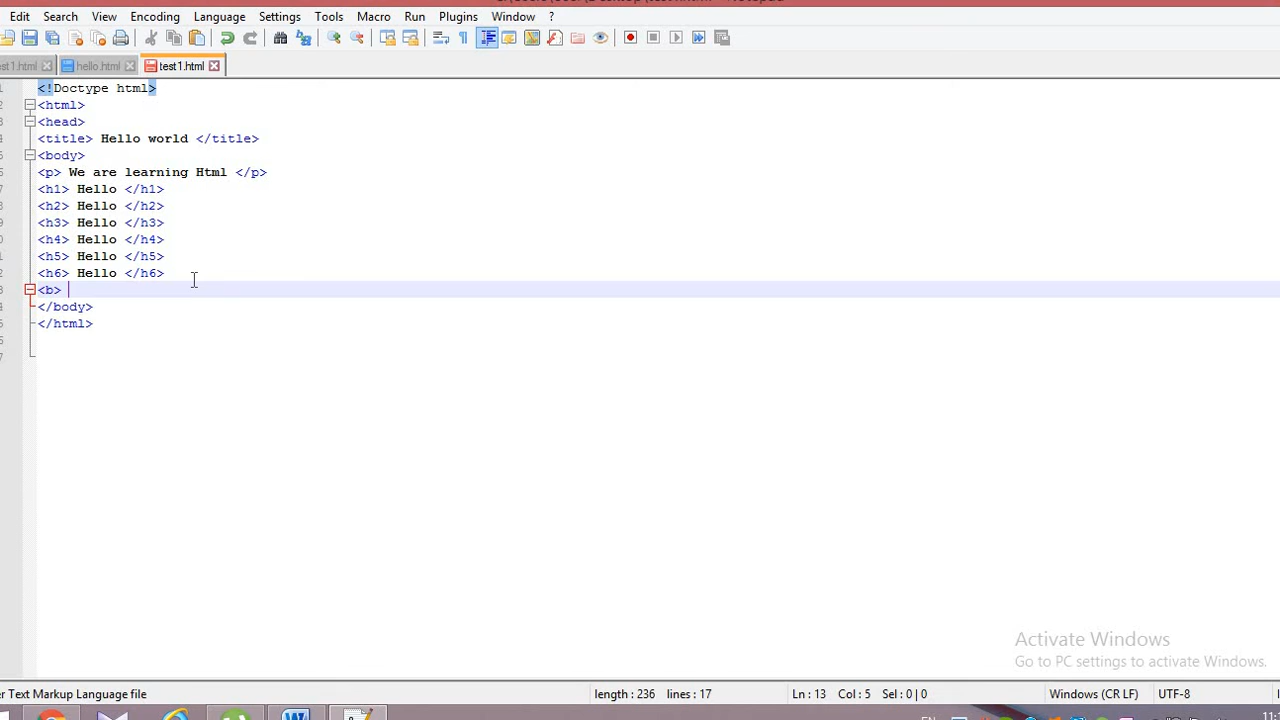 Edit Search View Encoding Language Settings Tools Macro Run Plugins Window ?
est1.html hello.html test1.html
<!Doctype html>
<html>
<head>
<title> Hello world </title>
<body>
<p> We are learning Html </p>
<h1> Hello </h1>
<h2> Hello </h2>
<h3> Hello </h3>
<h4> Hello </h4>
<h5> Hello </h5>
<h6> Hello </h6>
<b>
</body>
</html>
Activate Windows
Go to PC settings to activate Windows.
r Text Markup Language file length : 236 lines : 17 Ln : 13 Col : 5 Sel : 0 | 0 Windows (CR LF) UTF-8